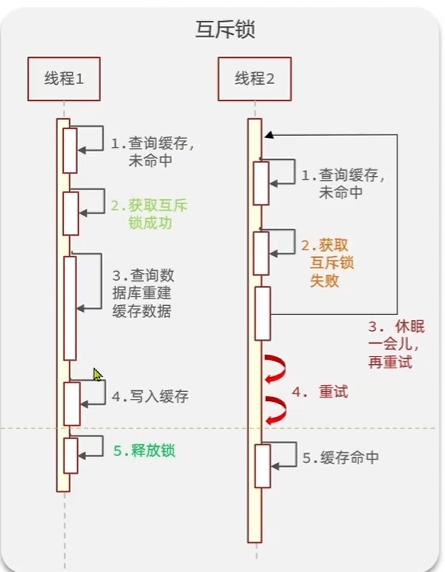 互斥锁
线程1
线程2
1.查询缓存，
未命中
2.获取互斥
锁成功
3.查询数
据库重建
缓存数据
4.写入缓存
5.释放锁
1.查询缓存，
未命中
2.获取
互斥锁
失败
3. 休眠
一会儿，
再重试
4. 重试
5.缓存命中